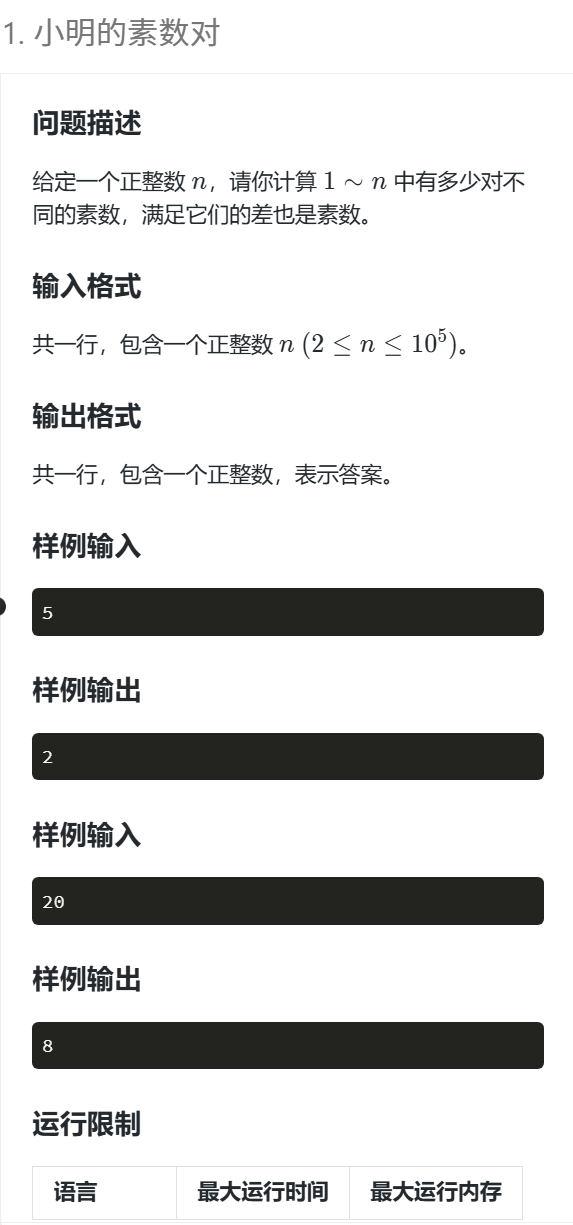 1. 小明的素数对
问题描述
给定一个正整数 n，请你计算 1 ∼ n 中有多少对不
同的素数，满足它们的差也是素数。
输入格式
共一行，包含一个正整数 n (2 ≤ n ≤ 10⁵)。
输出格式
共一行，包含一个正整数，表示答案。
样例输入
5
样例输出
2
样例输入
20
样例输出
8
运行限制
语言 最大运行时间 最大运行内存